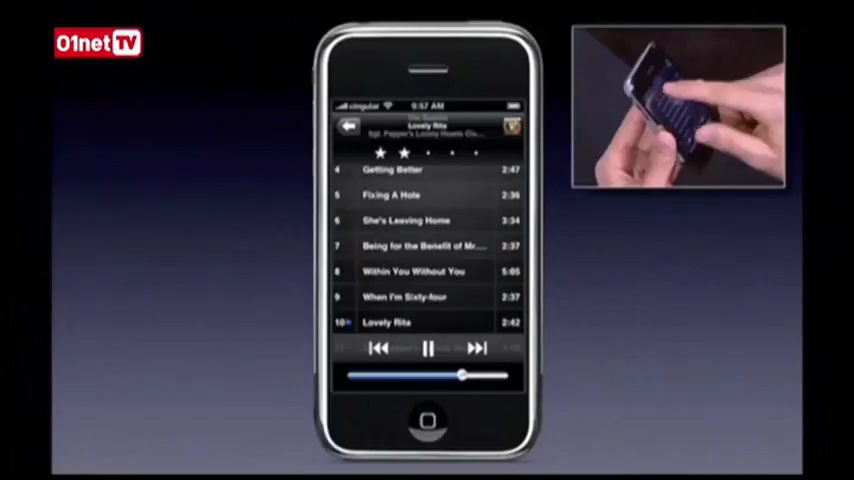 01net TV
cingular 9:57 AM
Lovely Rita
Sgt. Pepper's Lonely Hearts Clu...
4 Getting Better 2:47
5 Fixing A Hole 2:36
6 She's Leaving Home 3:34
7 Being for the Benefit of Mr.... 2:37
8 Within You Without You 5:05
9 When I'm Sixty-four 2:37
10 Lovely Rita 2:42